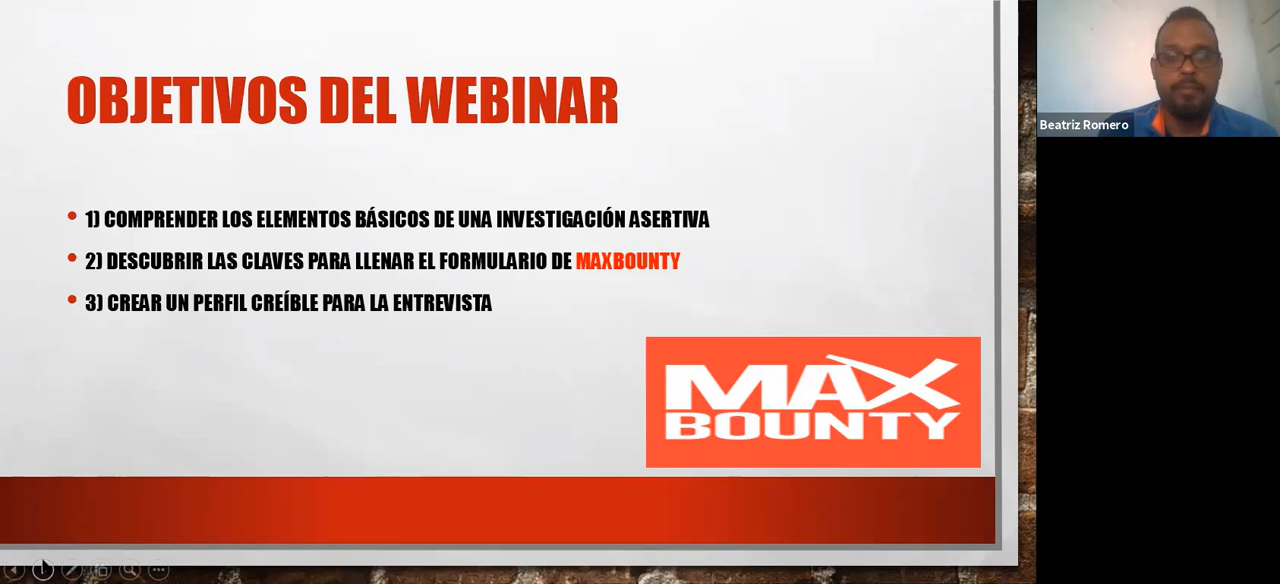 OBJETIVOS DEL WEBINAR
• 1) COMPRENDER LOS ELEMENTOS BÁSICOS DE UNA INVESTIGACIÓN ASERTIVA
• 2) DESCUBRIR LAS CLAVES PARA LLENAR EL FORMULARIO DE MAXBOUNTY
• 3) CREAR UN PERFIL CREÍBLE PARA LA ENTREVISTA
MAX
BOUNTY
Beatriz Romero